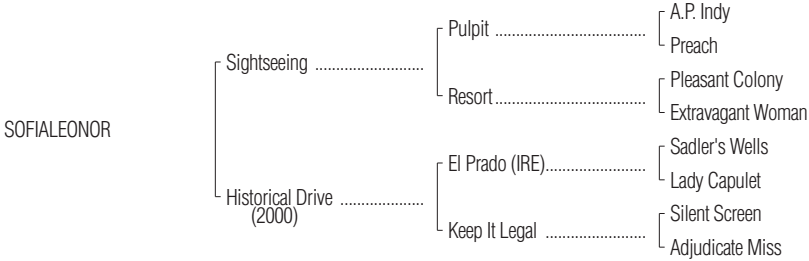 A.P. Indy
Pulpit ....................................
Preach
Sightseeing ..........................
Pleasant Colony
Resort....................................
Extravagant Woman
SOFIALEONOR
Sadler's Wells
El Prado (IRE)........................
Lady Capulet
Historical Drive ....................
(2000)
Silent Screen
Keep It Legal ........................
Adjudicate Miss